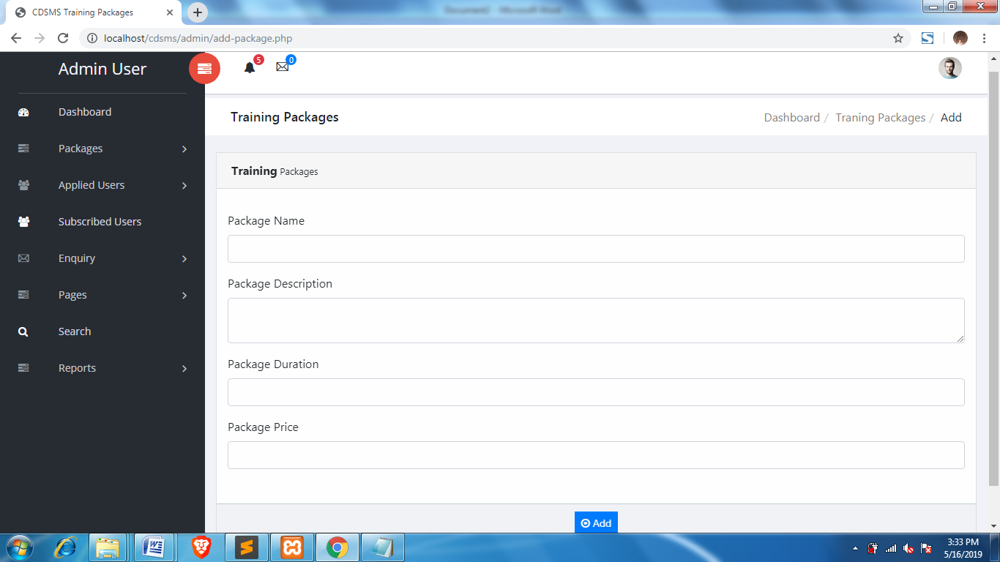 CDSMS Training Packages
Document2 - Microsoft Word
localhost/cdsms/admin/add-package.php
Admin User
5
0
Training Packages
Dashboard / Traning Packages / Add
Dashboard
Packages
Applied Users
Subscribed Users
Enquiry
Pages
Search
Reports
Training Packages
Package Name
Package Description
Package Duration
Package Price
Add
3:33 PM
5/16/2019